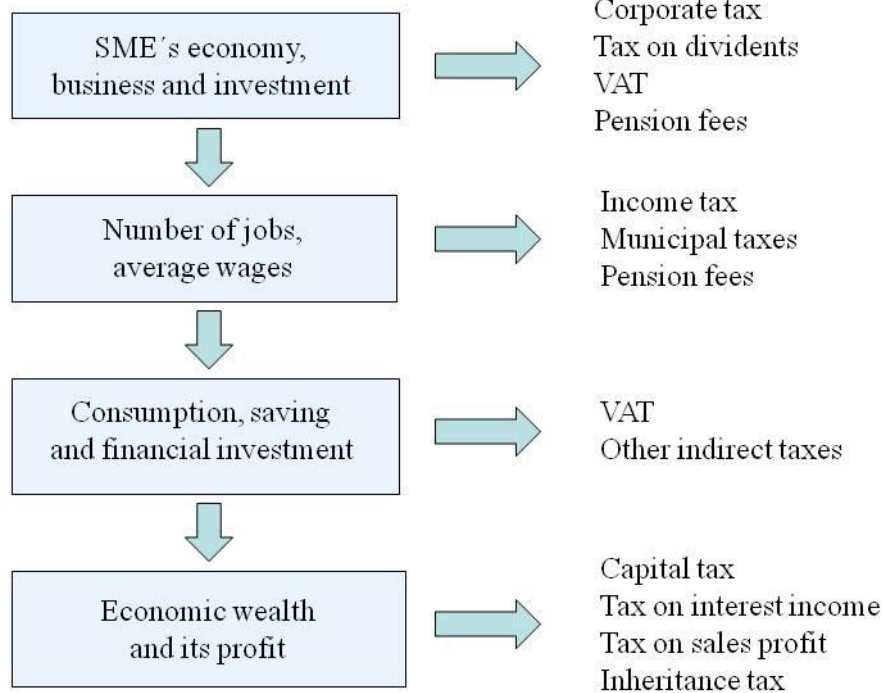 SME´s economy,
business and investment
Corporate tax
Tax on dividents
VAT
Pension fees
Number of jobs,
average wages
Income tax
Municipal taxes
Pension fees
Consumption, saving
and financial investment
VAT
Other indirect taxes
Economic wealth
and its profit
Capital tax
Tax on interest income
Tax on sales profit
Inheritance tax